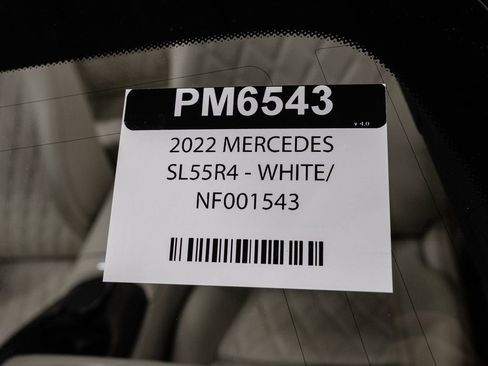 PM6543
v 4.0
2022 MERCEDES
SL55R4 - WHITE/
NF001543